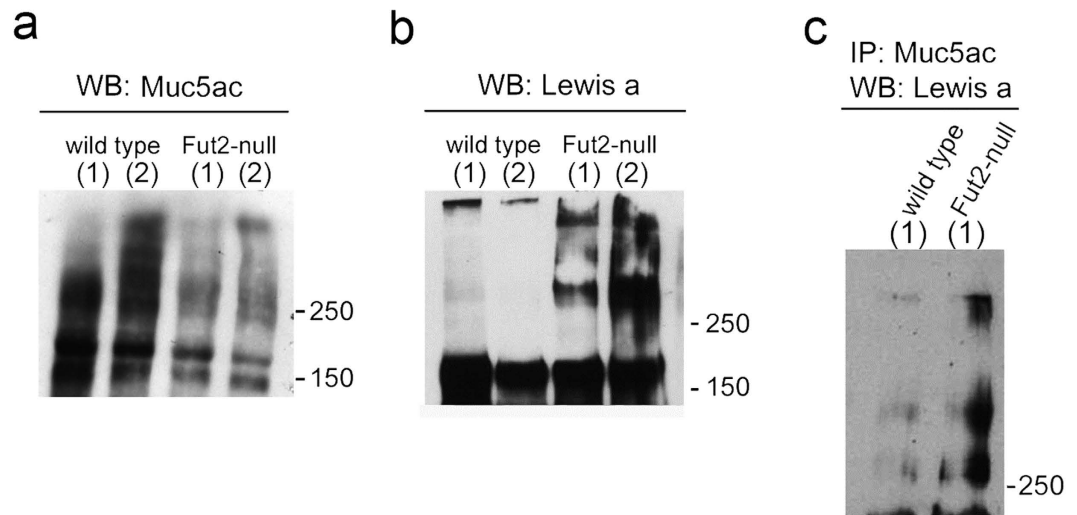 a
WB: Muc5ac
wild type Fut2-null
(1) (2) (1) (2)
-250
-150
b
WB: Lewis a
wild type Fut2-null
(1) (2) (1) (2)
-250
-150
c
IP: Muc5ac
WB: Lewis a
wild type Fut2-null
(1) (1)
-250